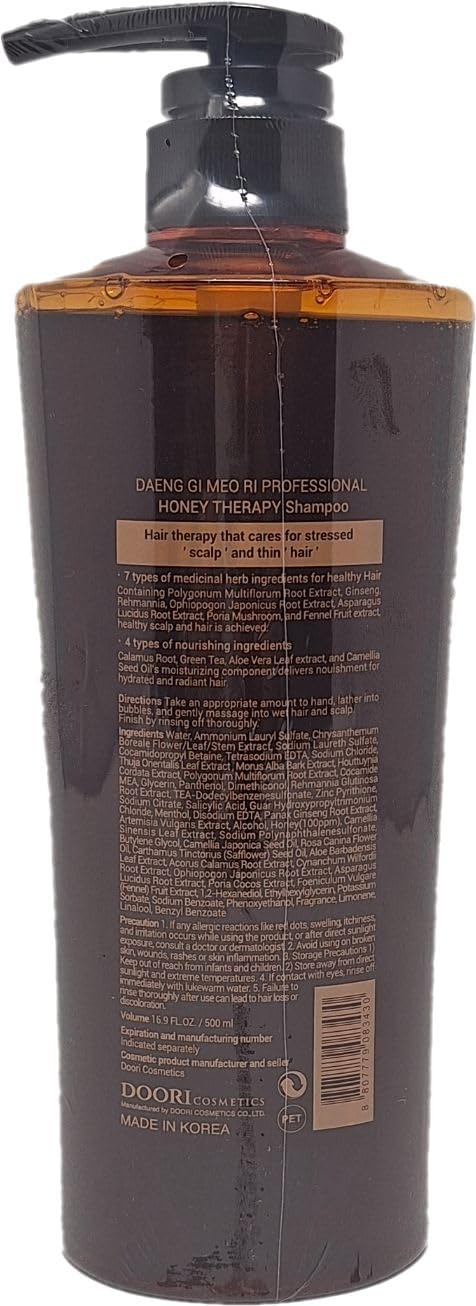 DAENG GI MEO RI PROFESSIONAL
HONEY THERAPY Shampoo
Hair therapy that cares for stressed
' scalp ' and thin ' hair '
· 7 types of medicinal herb ingredients for healthy Hair
Containing Polygonum Multiflorum Root Extract, Ginseng,
Rehmannia, Ophiopogon Japonicus Root Extract, Asparagus
Lucidus Root Extract, Poria Mushroom, and Fennel Fruit extract,
healthy scalp and hair is achieved.
· 4 types of nourishing ingredients
Calamus Root, Green Tea, Aloe Vera Leaf extract, and Camellia
Seed Oil's moisturizing component delivers nourishment for
hydrated and radiant hair.
Directions Take an appropriate amount to hand, lather into
bubbles, and gently massage into wet hair and scalp.
Finish by rinsing off thoroughly.
Ingredients Water, Ammonium Lauryl Sulfate, Chrysanthemum
Boreale Flower/Leaf/Stem Extract, Sodium Laureth Sulfate,
Cocamidopropyl Betaine, Tetrasodium EDTA, Sodium Chloride,
Thuja Orientalis Leaf Extract, Morus Alba Bark Extract, Houttuynia
Cordata Extract, Polygonum Multiflorum Root Extract, Cocamide
MEA, Glycerin, Panthenol, Dimethiconol, Rehmannia Glutinosa
Root Extract, TEA-Dodecylbenzenesulfonate, Zinc Pyrithione,
Sodium Citrate, Salicylic Acid, Guar Hydroxypropyltrimonium
Chloride, Menthol, Disodium EDTA, Panax Ginseng Root Extract,
Artemisia Vulgaris Extract, Alcohol, Honey(100ppm), Camellia
Sinensis Leaf Extract, Sodium Polynaphthalenesulfonate,
Butylene Glycol, Camellia Japonica Seed Oil, Rosa Canina Flower
Oil, Carthamus Tinctorius (Safflower) Seed Oil, Aloe Barbadensis
Leaf Extract, Acorus Calamus Root Extract, Cynanchum Wilfordii
Root Extract, Ophiopogon Japonicus Root Extract, Asparagus
Lucidus Root Extract, Poria Cocos Extract, Foeniculum Vulgare
(Fennel) Fruit Extract, 1,2-Hexanediol, Ethylhexylglycerin, Potassium
Sorbate, Sodium Benzoate, Phenoxyethanol, Fragrance, Limonene,
Linalool, Benzyl Benzoate
Precaution 1. If any allergic reactions like red dots, swelling, itchiness,
and irritation occurs while using the product, or after direct sunlight
exposure, consult a doctor or dermatologist. 2. Avoid using on broken
skin, wounds, rashes or skin inflammation. 3. Storage Precautions 1)
Keep out of reach from infants and children. 2) Store away from direct
sunlight and extreme temperatures. 4. If contact with eyes, rinse off
immediately with lukewarm water. 5. Failure to
rinse thoroughly after use can lead to hair loss or
discoloration.
Volume 16.9 FL.OZ. / 500 ml
Expiration and manufacturing number
Indicated separately
Cosmetic product manufacturer and seller
Doori Cosmetics
DOORI COSMETICS
Manufactured by DOORI COSMETICS CO.,LTD.
MADE IN KOREA
PET
8 807779 083430